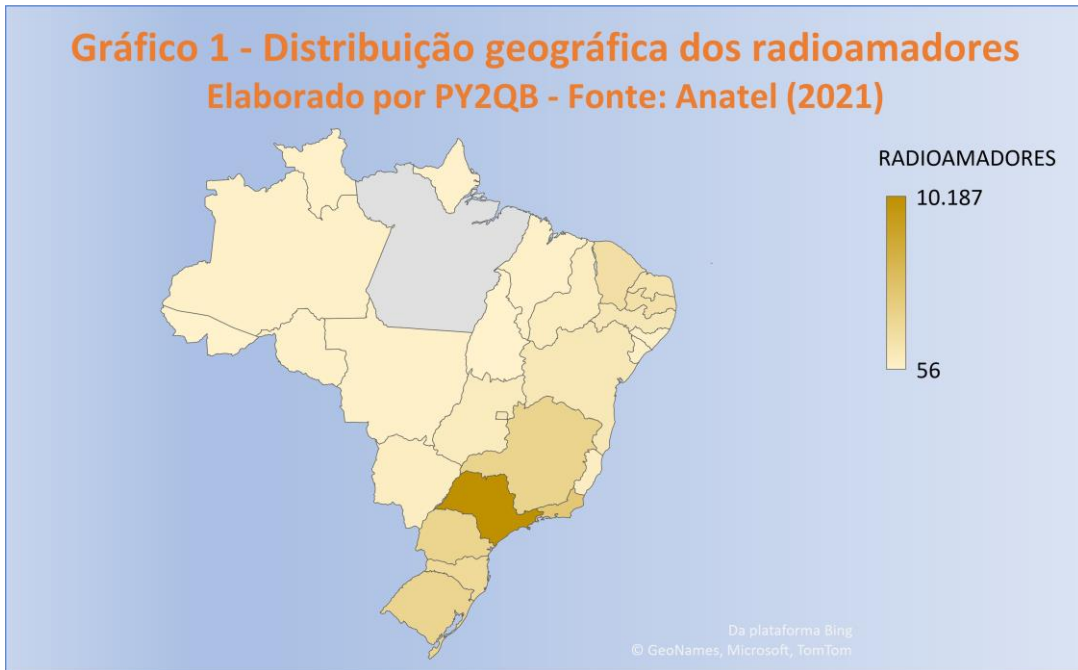 Gráfico 1 - Distribuição geográfica dos radioamadores
Elaborado por PY2QB - Fonte: Anatel (2021)
RADIOAMADORES
10.187
56
Da plataforma Bing
© GeoNames, Microsoft, TomTom